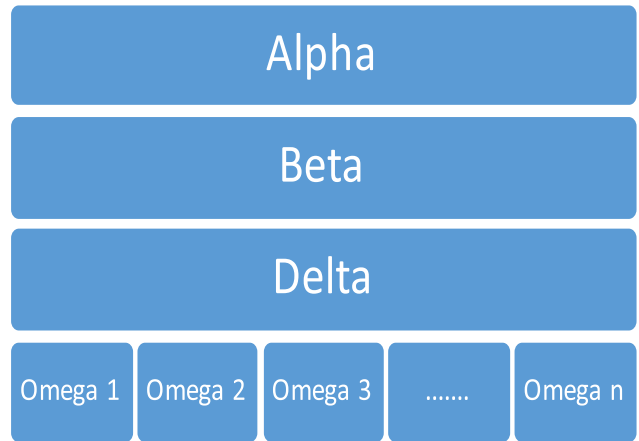 Alpha
Beta
Delta
Omega 1 Omega 2 Omega 3 ....... Omega n